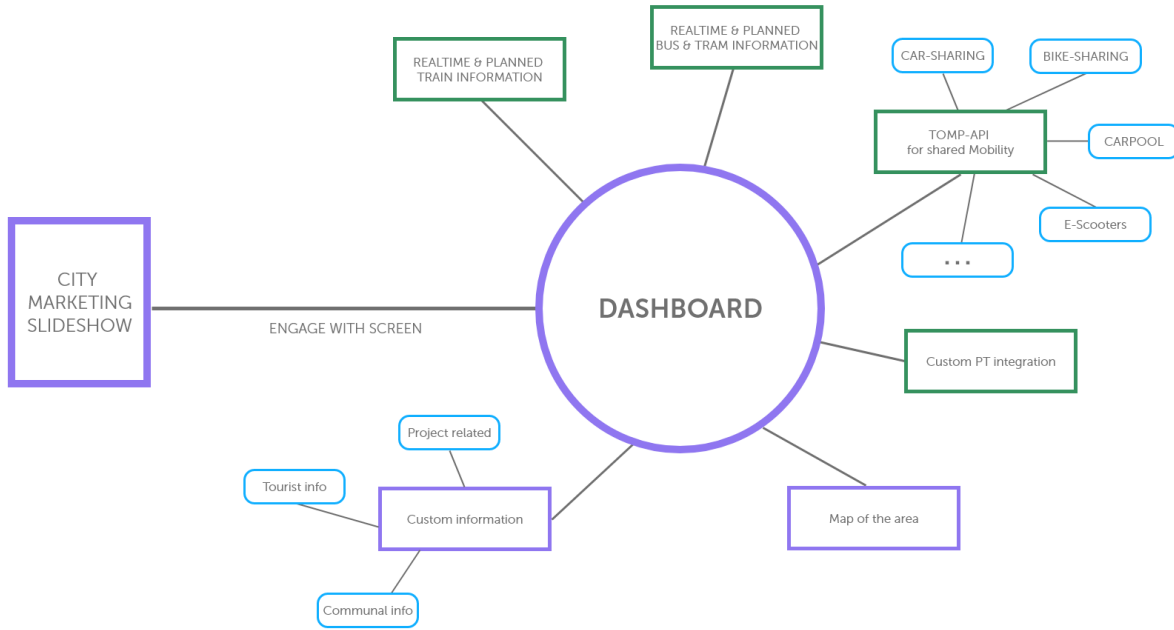 REALTIME & PLANNED
TRAIN INFORMATION
REALTIME & PLANNED
BUS & TRAM INFORMATION
CAR-SHARING
BIKE-SHARING
TOMP-API
for shared Mobility
CARPOOL
E-Scooters
...
CITY
MARKETING
SLIDESHOW
ENGAGE WITH SCREEN
DASHBOARD
Custom PT integration
Project related
Tourist info
Custom information
Communal info
Map of the area